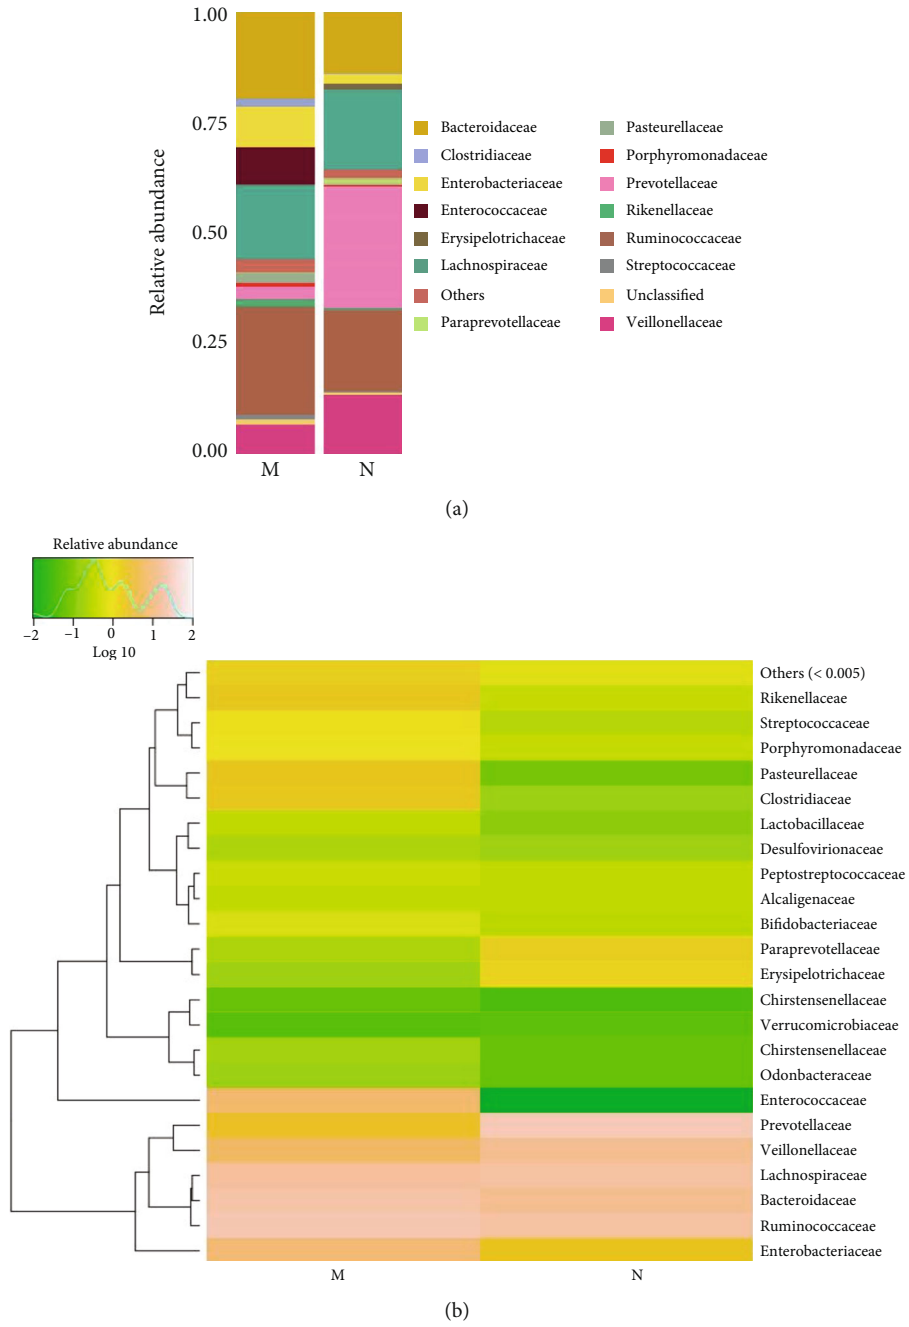 1.00
0.75
0.50
0.25
0.00
Relative abundance
M N
Bacteroidaceae
Clostridiaceae
Enterobacteriaceae
Enterococcaceae
Erysipelotrichaceae
Lachnospiraceae
Others
Paraprevotellaceae
Pasteurellaceae
Porphyromonadaceae
Prevotellaceae
Rikenellaceae
Ruminococcaceae
Streptococcaceae
Unclassified
Veillonellaceae
(a)
Relative abundance
−2 −1 0 1 2
Log 10
Others (< 0.005)
Rikenellaceae
Streptococcaceae
Porphyromonadaceae
Pasteurellaceae
Clostridiaceae
Lactobacillaceae
Desulfovirionaceae
Peptostreptococcaceae
Alcaligenaceae
Bifidobacteriaceae
Paraprevotellaceae
Erysipelotrichaceae
Chirstensenellaceae
Verrucomicrobiaceae
Chirstensenellaceae
Odonbacteraceae
Enterococcaceae
Prevotellaceae
Veillonellaceae
Lachnospiraceae
Bacteroidaceae
Ruminococcaceae
Enterobacteriaceae
M N
(b)